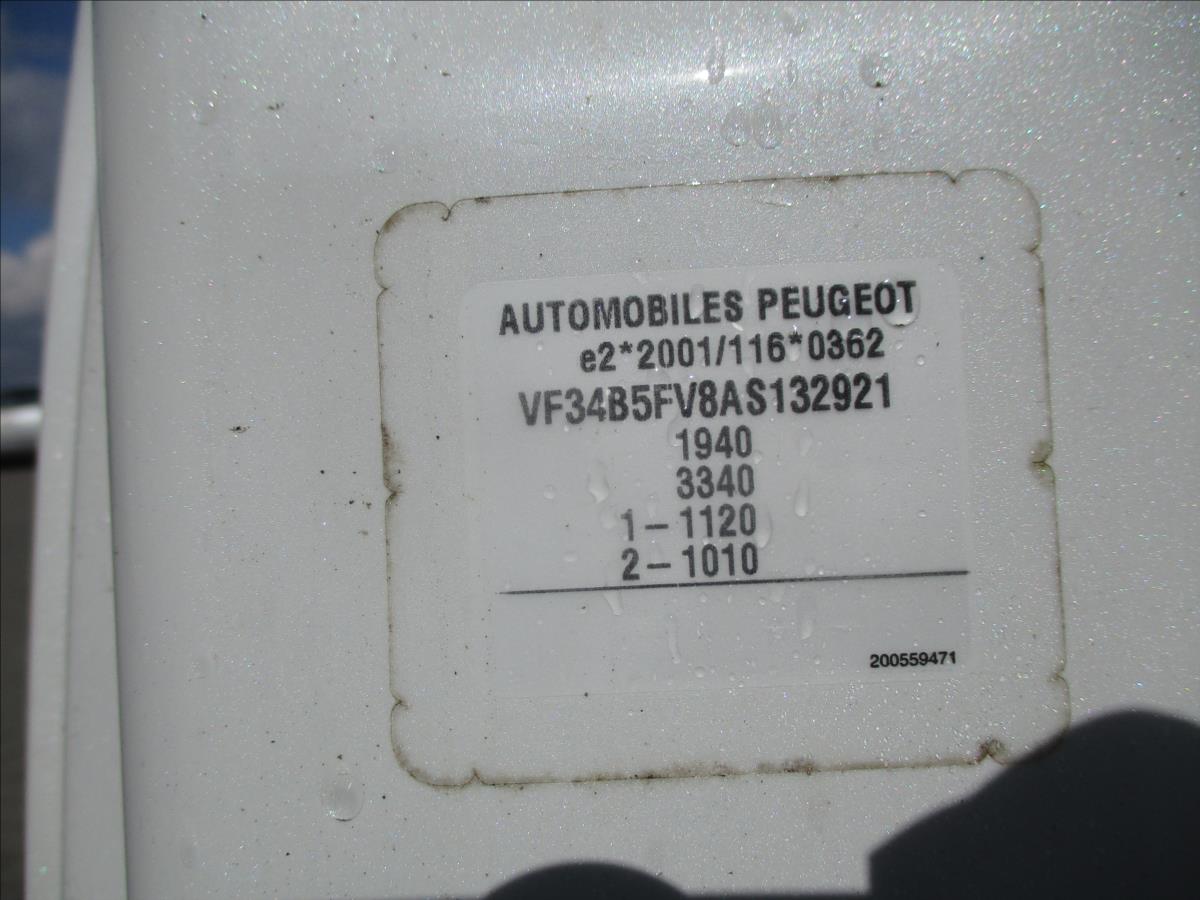 AUTOMOBILES PEUGEOT
e2*2001/116*0362
VF34B5FV8AS132921
1940
3340
1–1120
2–1010
200559471